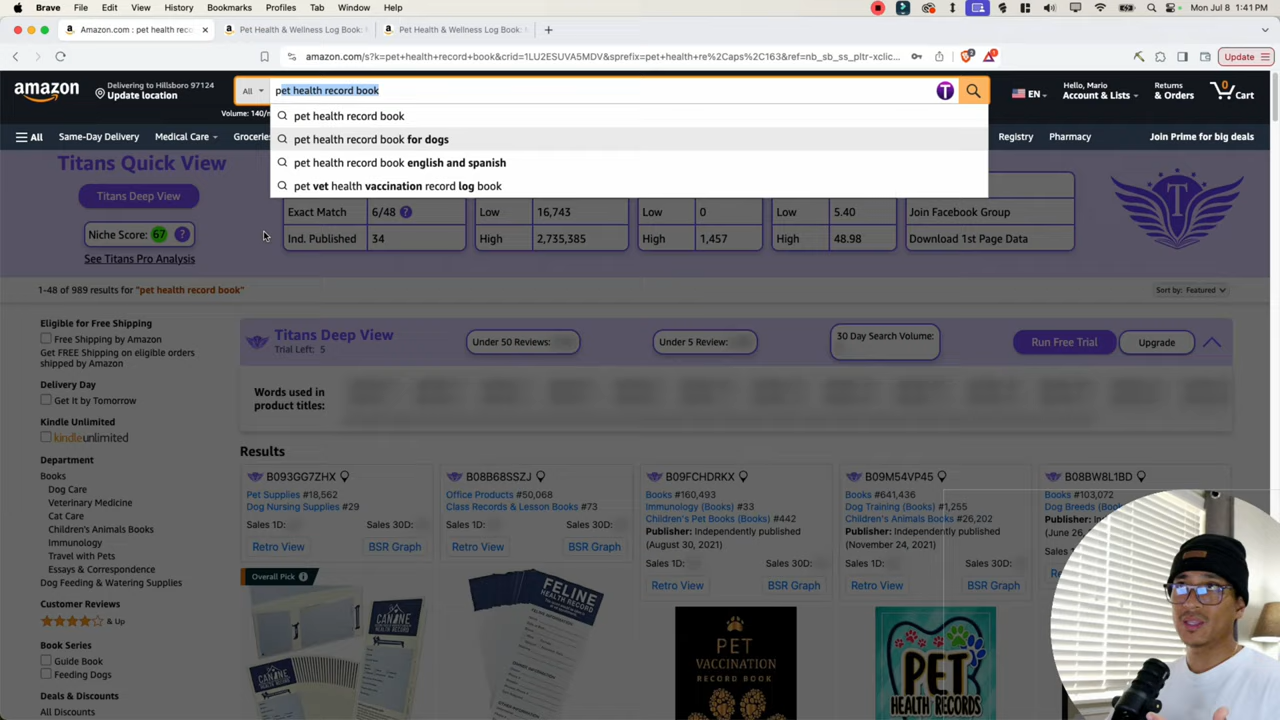 Brave File Edit View History Bookmarks Profiles Tab Window Help Mon Jul 8 1:41 PM
Amazon.com : pet health reco Pet Health & Wellness Log Book: Pet Health & Wellness Log Book:
amazon.com/s?k=pet+health+record+book&crid=1LU2ESUVA5MDV&sprefix=pet+health+re%2Caps%2C163&ref=nb_sb_ss_pltr-xclic... Update
amazon Delivering to Hillsboro 97124 Update location All pet health record book T EN Hello, Mario Account & Lists Returns & Orders 0 Cart
Volume: 140/
pet health record book
pet health record book for dogs
pet health record book english and spanish
pet vet health vaccination record log book
All Same-Day Delivery Medical Care Groceries Registry Pharmacy Join Prime for big deals
Titans Quick View
Titans Deep View
Niche Score: 67 ?
See Titans Pro Analysis
Exact Match 6/48 ? Low 16,743 Low 0 Low 5.40 Join Facebook Group
Ind. Published 34 High 2,735,385 High 1,457 High 48.98 Download 1st Page Data
1-48 of 989 results for "pet health record book" Sort by: Featured
Eligible for Free Shipping
Free Shipping by Amazon
Get FREE Shipping on eligible orders
shipped by Amazon
Delivery Day
Get It by Tomorrow
Kindle Unlimited
kindleunlimited
Department
Books
Dog Care
Veterinary Medicine
Cat Care
Children's Animals Books
Immunology
Travel with Pets
Essays & Correspondence
Dog Feeding & Watering Supplies
Customer Reviews
& Up
Book Series
Guide Book
Feeding Dogs
Deals & Discounts
All Discounts
Titans Deep View
Trial Left: 5
Under 50 Reviews:
Under 5 Review:
30 Day Search Volume:
Run Free Trial
Upgrade
Words used in
product titles:
Results
B093GG7ZHX
Pet Supplies #18,562
Dog Nursing Supplies #29
Sales 1D: Sales 30D:
Retro View BSR Graph
Overall Pick
CANINE HEALTH RECORD
B08B68SSZJ
Office Products #50,068
Class Records & Lesson Books #73
Sales 1D: Sales 30D:
Retro View BSR Graph
FELINE HEALTH RECORD
B09FCHDRKX
Books #160,493
Immunology (Books) #33
Children's Pet Books (Books) #442
Publisher: Independently published
(August 30, 2021)
Sales 1D: Sales 30D:
Retro View BSR Graph
PET
VACCINATION
RECORD BOOK
B09M54VP45
Books #641,436
Dog Training (Books) #1,255
Children's Animals Books #26,202
Publisher: Independently published
(November 24, 2021)
Sales 1D: Sales 30D:
Retro View BSR Graph
PET
HEALTH
RECORDS
B08BW8L1BD
Books #103,072
Dog Breeds (Books)
Publisher:
(June 26,
Sales 1D: